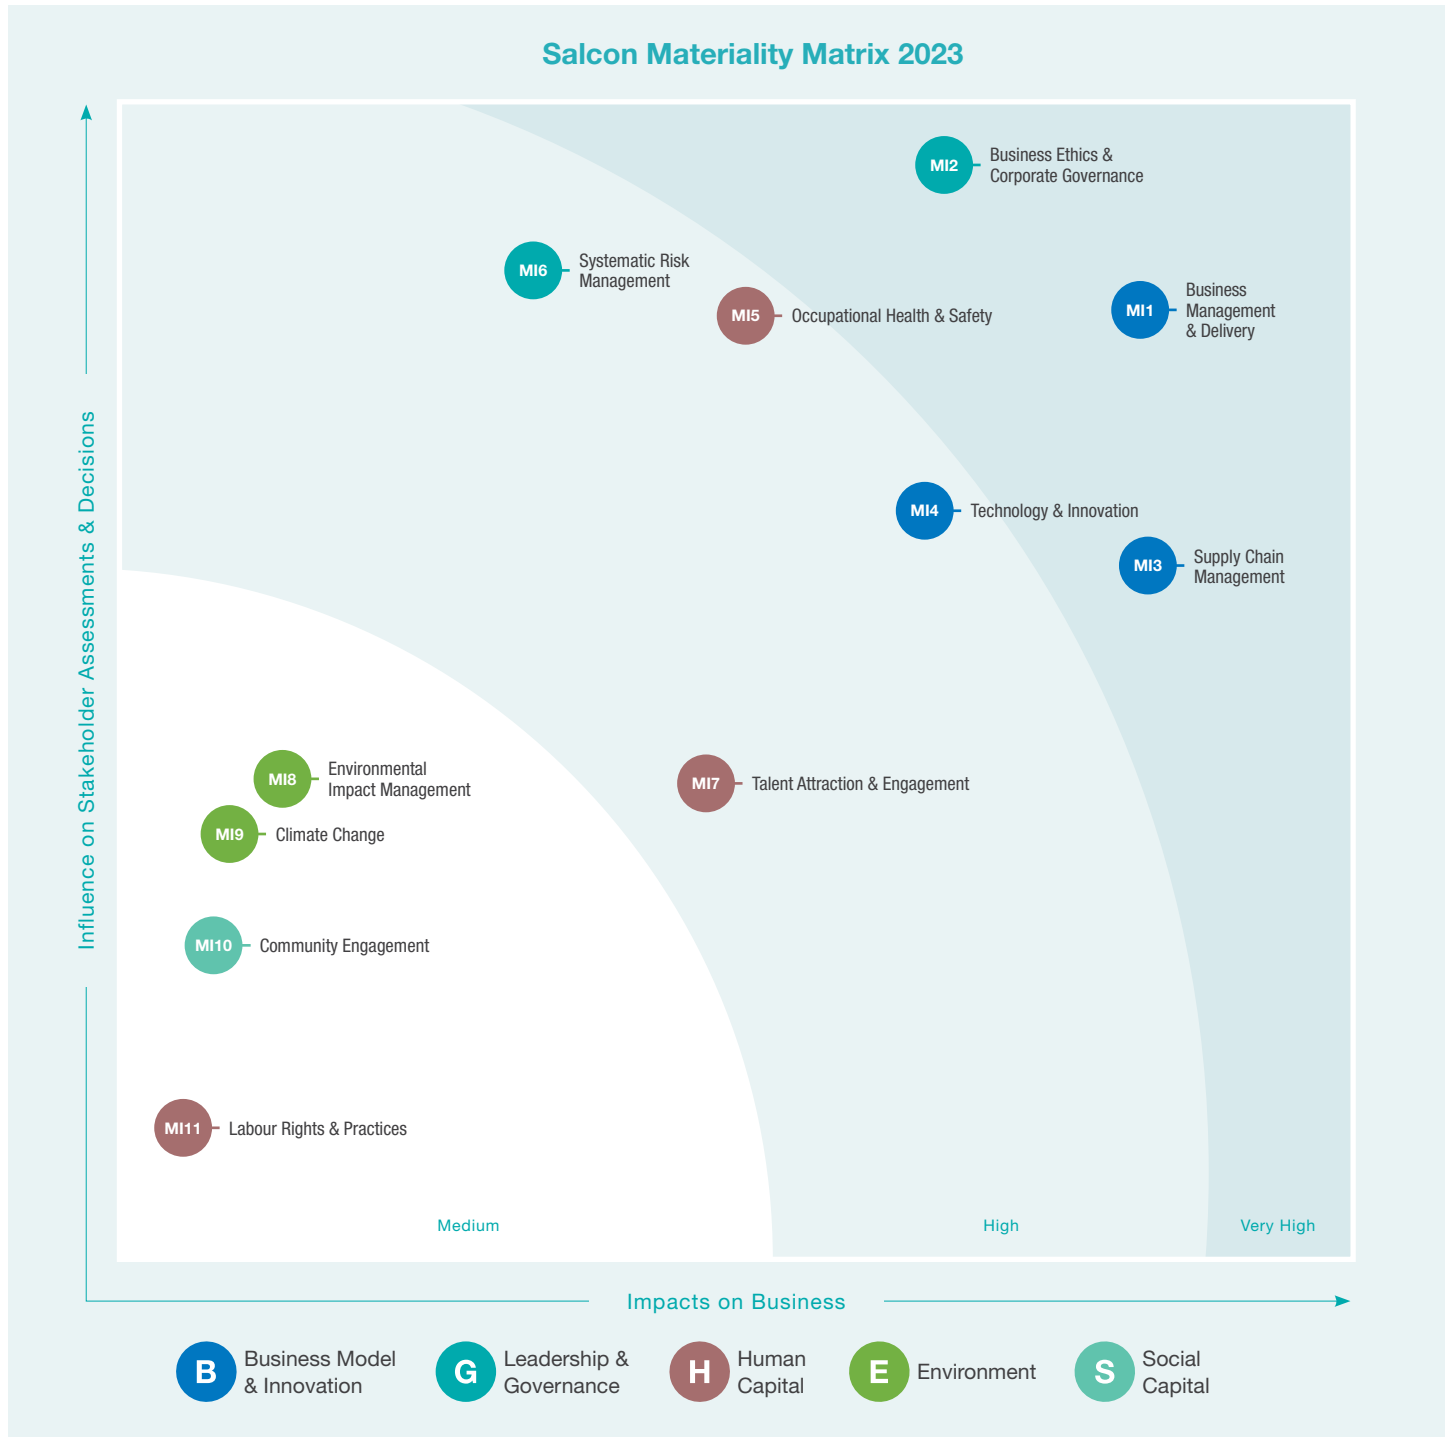 Salcon Materiality Matrix 2023
Influence on Stakeholder Assessments & Decisions
MI2
Business Ethics &
Corporate Governance
MI6
Systematic Risk
Management
MI5
Occupational Health & Safety
MI1
Business
Management
& Delivery
MI4
Technology & Innovation
MI3
Supply Chain
Management
MI8
Environmental
Impact Management
MI7
Talent Attraction & Engagement
MI9
Climate Change
MI10
Community Engagement
MI11
Labour Rights & Practices
Medium
High
Very High
Impacts on Business
B
Business Model
& Innovation
G
Leadership &
Governance
H
Human
Capital
E
Environment
S
Social
Capital